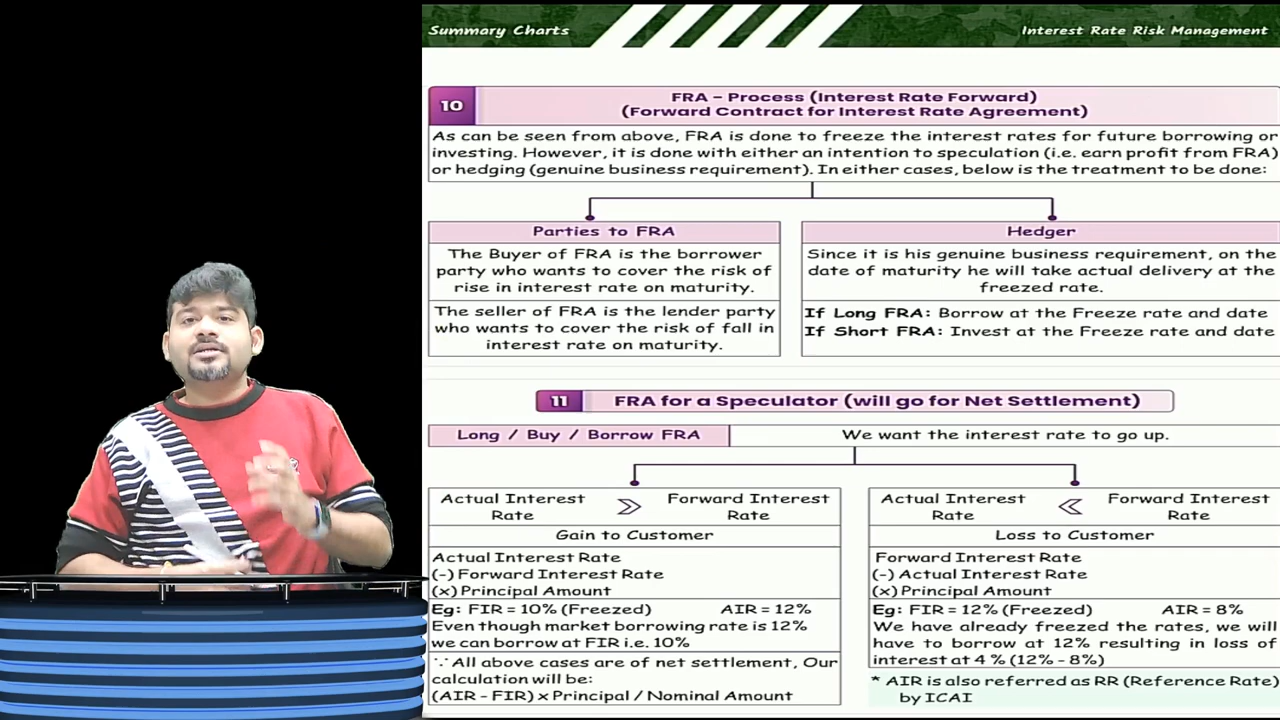 Summary Charts
Interest Rate Risk Management
10
FRA – Process (Interest Rate Forward)
(Forward Contract for Interest Rate Agreement)
As can be seen from above, FRA is done to freeze the interest rates for future borrowing or
investing. However, it is done with either an intention to speculation (i.e. earn profit from FRA)
or hedging (genuine business requirement). In either cases, below is the treatment to be done:
Parties to FRA
The Buyer of FRA is the borrower
party who wants to cover the risk of
rise in interest rate on maturity.
The seller of FRA is the lender party
who wants to cover the risk of fall in
interest rate on maturity.
Hedger
Since it is his genuine business requirement, on the
date of maturity he will take actual delivery at the
freezed rate.
If Long FRA: Borrow at the Freeze rate and date
If Short FRA: Invest at the Freeze rate and date
11
FRA for a Speculator (will go for Net Settlement)
Long / Buy / Borrow FRA
We want the interest rate to go up.
Actual Interest Rate > Forward Interest Rate
Gain to Customer
Actual Interest Rate
(-) Forward Interest Rate
(x) Principal Amount
Eg: FIR = 10% (Freezed) AIR = 12%
Even though market borrowing rate is 12%
we can borrow at FIR i.e. 10%
∵ All above cases are of net settlement, Our
calculation will be:
(AIR - FIR) x Principal / Nominal Amount
Actual Interest Rate < Forward Interest Rate
Loss to Customer
Forward Interest Rate
(-) Actual Interest Rate
(x) Principal Amount
Eg: FIR = 12% (Freezed) AIR = 8%
We have already freezed the rates, we will
have to borrow at 12% resulting in loss of
interest at 4 % (12% - 8%)
* AIR is also referred as RR (Reference Rate)
by ICAI